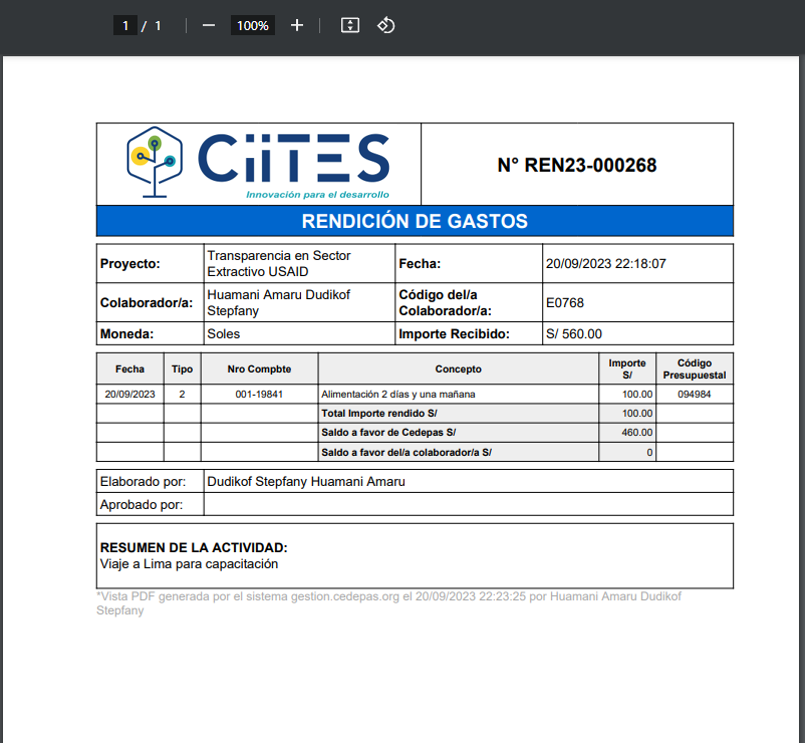 1 / 1 100%
CiiTES
Innovación para el desarrollo
N° REN23-000268
RENDICIÓN DE GASTOS
Proyecto: Transparencia en Sector Extractivo USAID Fecha: 20/09/2023 22:18:07
Colaborador/a: Huamani Amaru Dudikof Stepfany Código del/a Colaborador/a: E0768
Moneda: Soles Importe Recibido: S/ 560.00
Fecha Tipo Nro Compbte Concepto Importe S/ Código Presupuestal
20/09/2023 2 001-19841 Alimentación 2 días y una mañana 100.00 094984
Total Importe rendido S/ 100.00
Saldo a favor de Cedepas S/ 460.00
Saldo a favor del/a colaborador/a S/ 0
Elaborado por: Dudikof Stepfany Huamani Amaru
Aprobado por:
RESUMEN DE LA ACTIVIDAD:
Viaje a Lima para capacitación
*Vista PDF generada por el sistema gestion.cedepas.org el 20/09/2023 22:23:25 por Huamani Amaru Dudikof
Stepfany